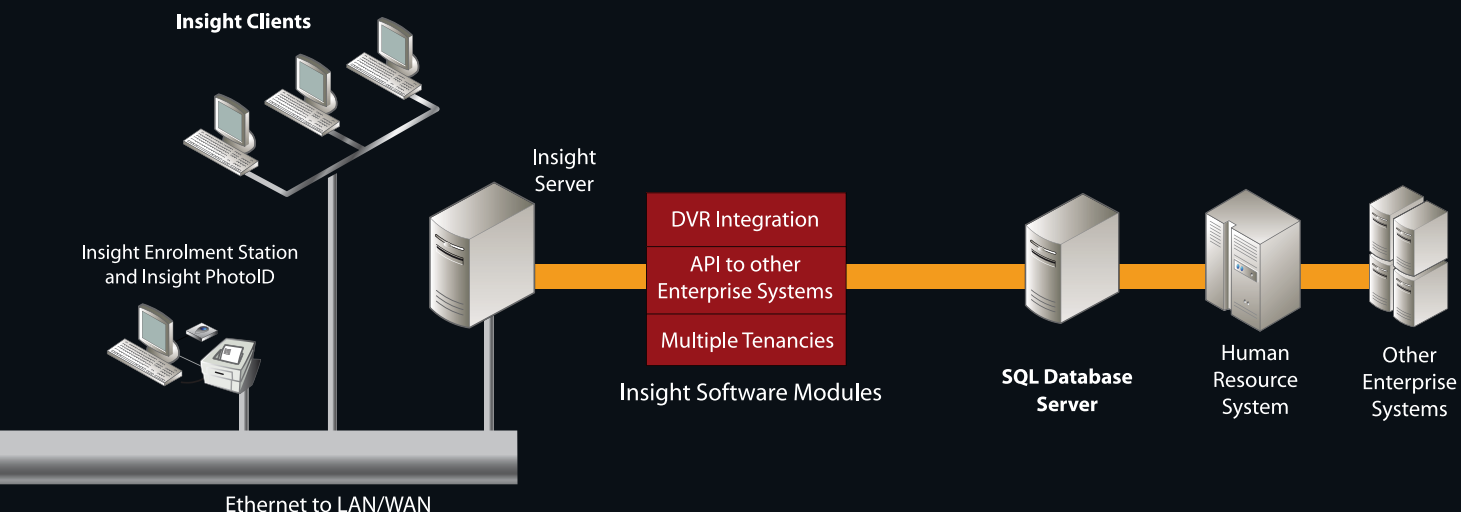 Insight Clients
Insight
Server
Insight Enrolment Station
and Insight PhotoID
DVR Integration
API to other
Enterprise Systems
Multiple Tenancies
Insight Software Modules
SQL Database
Server
Human
Resource
System
Other
Enterprise
Systems
Ethernet to LAN/WAN